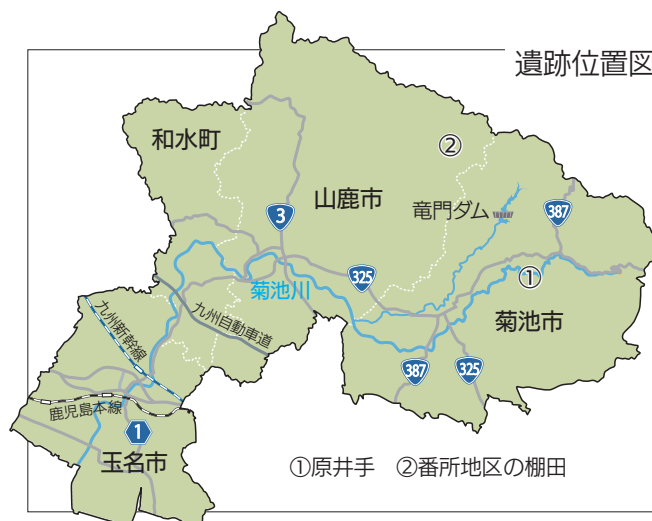 遺跡位置図
和水町
②
山鹿市
竜門ダム
3
387
325
①
菊池川
菊池市
九州自動車道
九州新幹線
387
325
鹿児島本線
1
玉名市
①原井手 ②番所地区の棚田